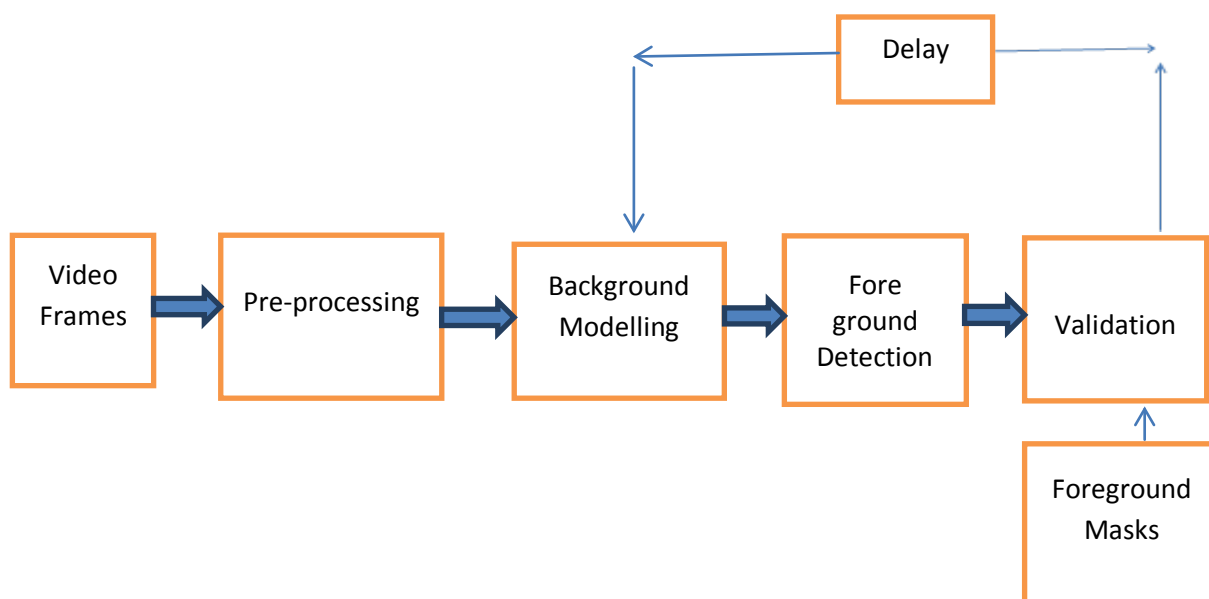 Delay
Video
Frames
Pre-processing
Background
Modelling
Fore
ground
Detection
Validation
Foreground
Masks